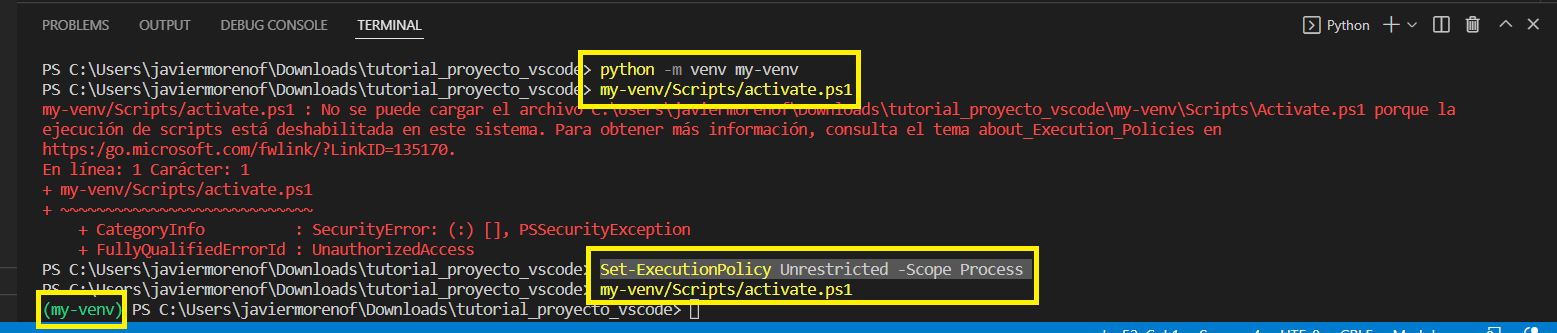 PROBLEMS OUTPUT DEBUG CONSOLE TERMINAL Python
PS C:\Users\javiermorenof\Downloads\tutorial_proyecto_vscode> python -m venv my-venv
PS C:\Users\javiermorenof\Downloads\tutorial_proyecto_vscode> my-venv/Scripts/activate.ps1
my-venv/Scripts/activate.ps1 : No se puede cargar el archivo C:\Users\javiermorenof\Downloads\tutorial_proyecto_vscode\my-venv\Scripts\Activate.ps1 porque la
ejecución de scripts está deshabilitada en este sistema. Para obtener más información, consulta el tema about_Execution_Policies en
https:/go.microsoft.com/fwlink/?LinkID=135170.
En línea: 1 Carácter: 1
+ my-venv/Scripts/activate.ps1
+ ~~~~~~~~~~~~~~~~~~~~~~~~~~~~
+ CategoryInfo : SecurityError: (:) [], PSSecurityException
+ FullyQualifiedErrorId : UnauthorizedAccess
PS C:\Users\javiermorenof\Downloads\tutorial_proyecto_vscode> Set-ExecutionPolicy Unrestricted -Scope Process
PS C:\Users\javiermorenof\Downloads\tutorial_proyecto_vscode> my-venv/Scripts/activate.ps1
(my-venv) PS C:\Users\javiermorenof\Downloads\tutorial_proyecto_vscode>